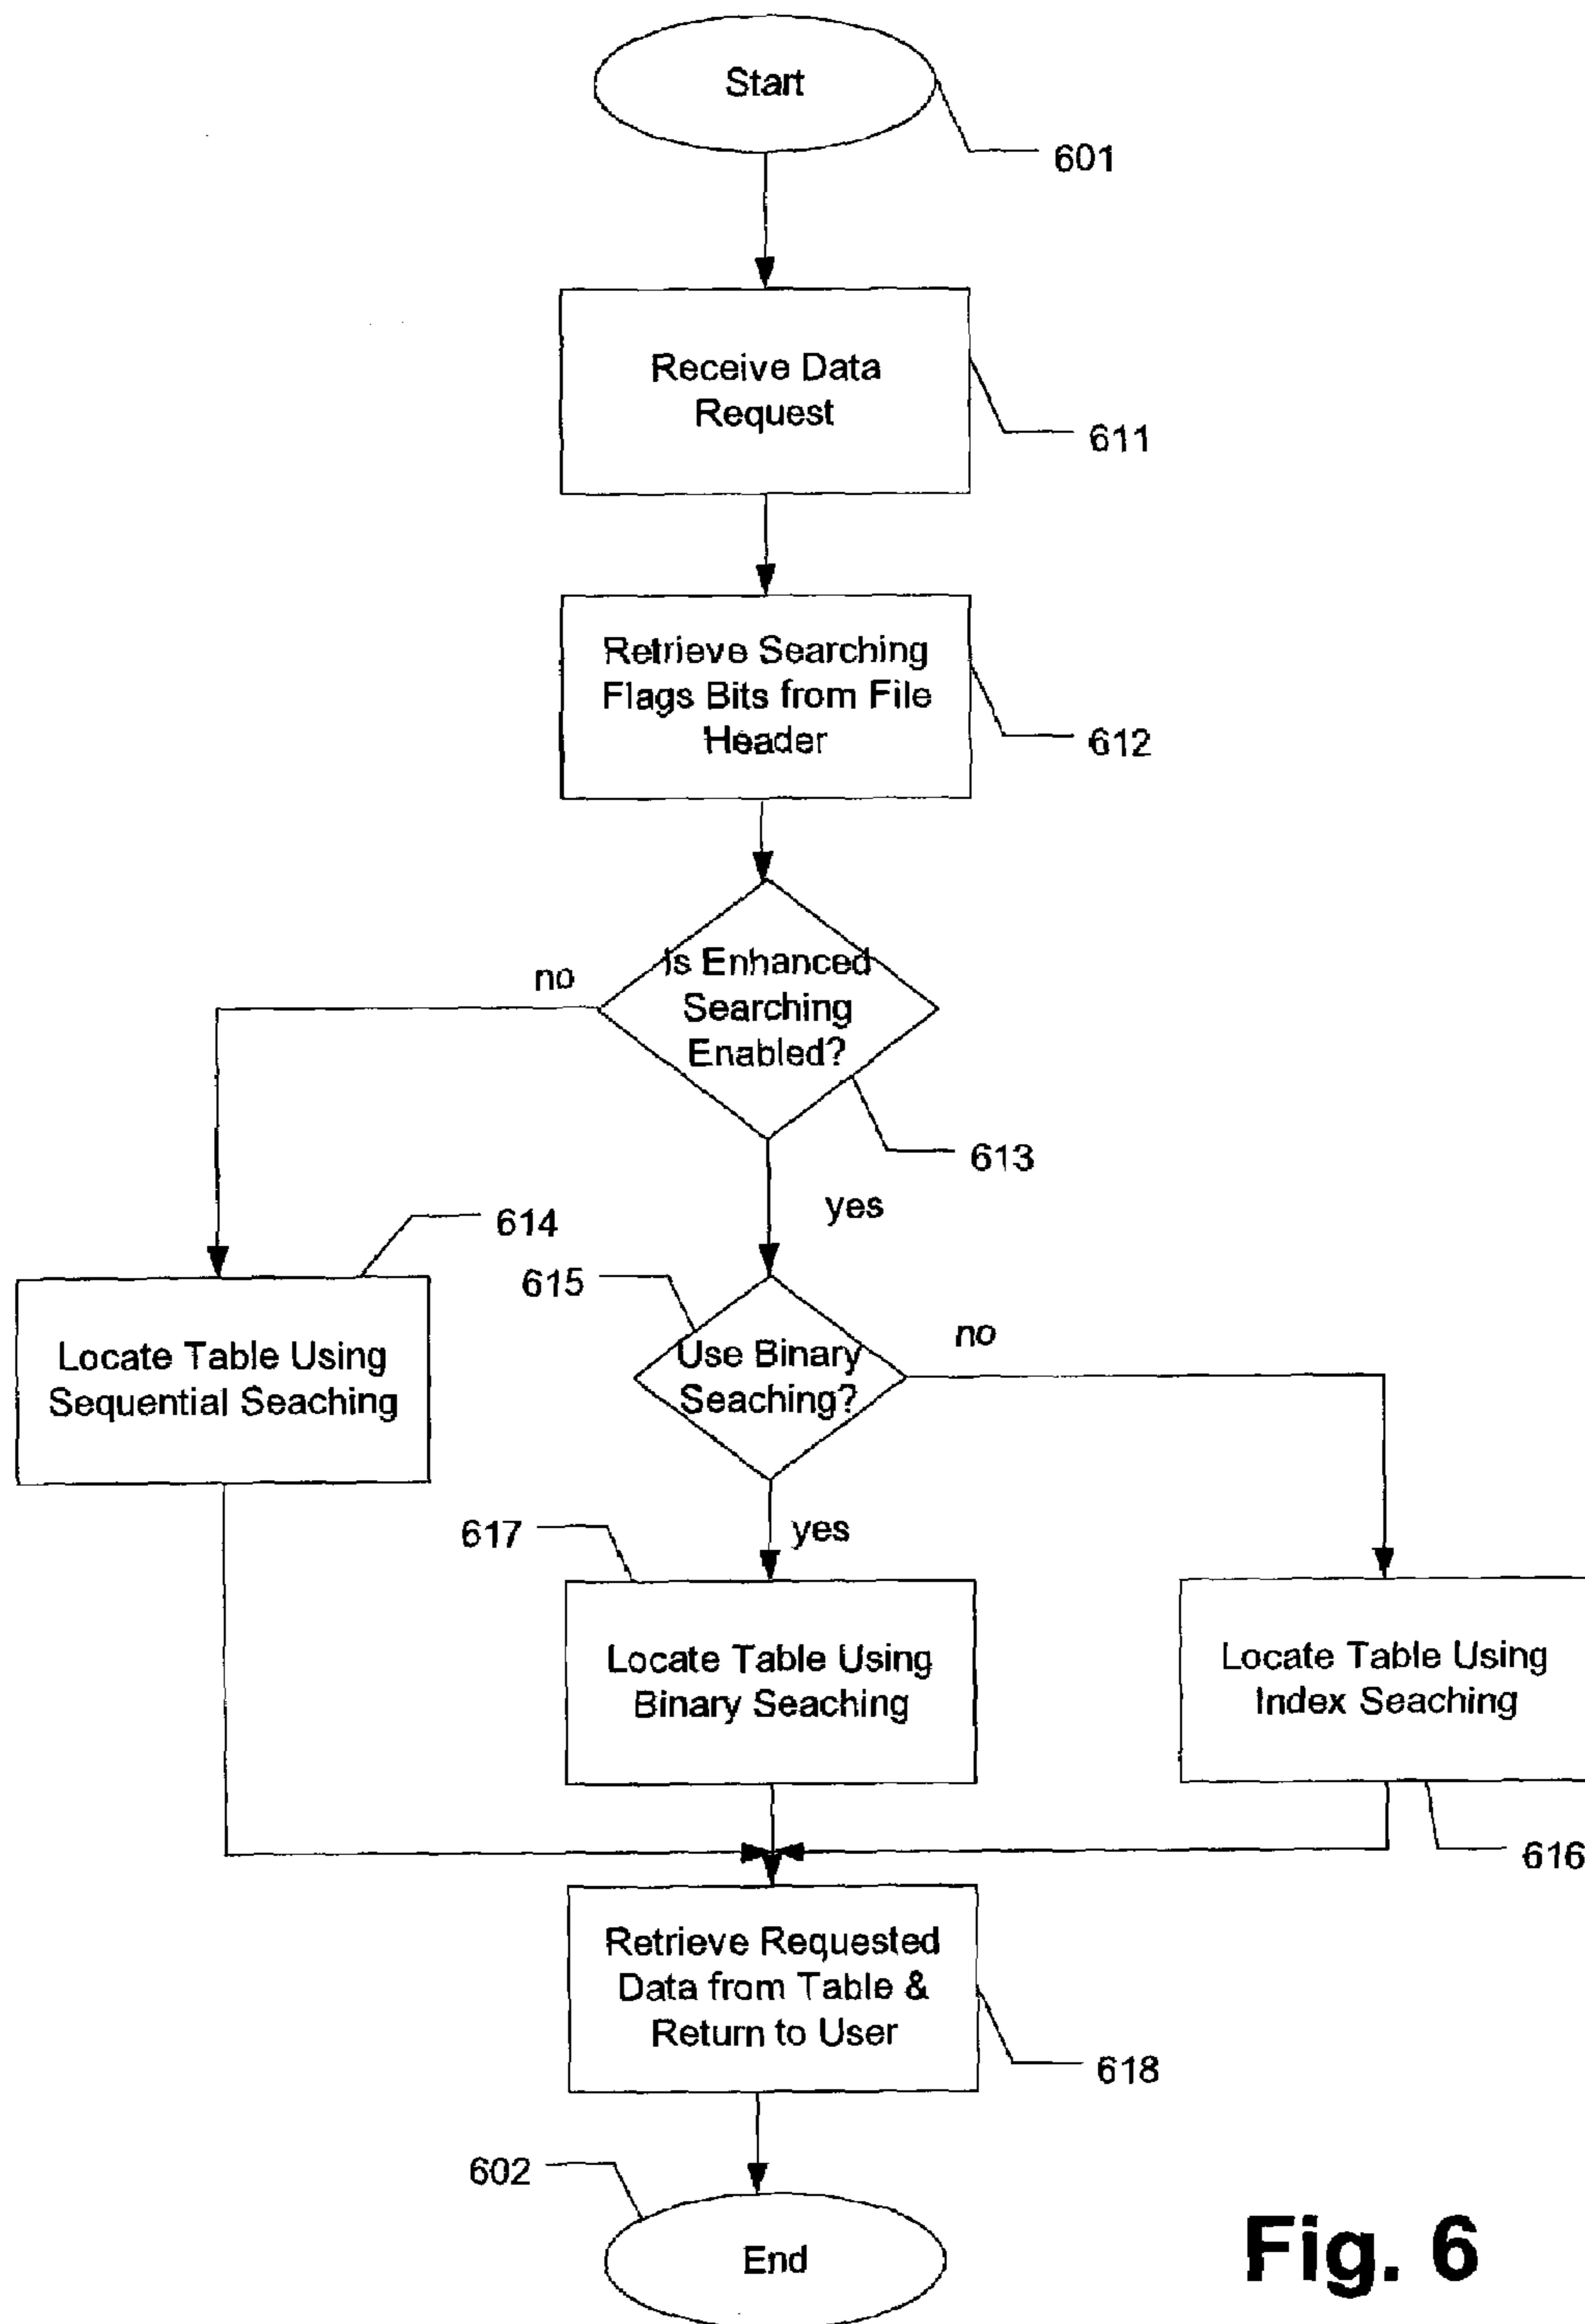 Start
601
Receive Data
Request
611
Retrieve Searching
Flags Bits from File
Header
612
Is Enhanced
Searching
Enabled?
no
613
yes
614
Locate Table Using
Sequential Seaching
615
Use Binary
Seaching?
no
yes
617
Locate Table Using
Binary Seaching
Locate Table Using
Index Seaching
616
Retrieve Requested
Data from Table &
Return to User
618
602
End
Fig. 6